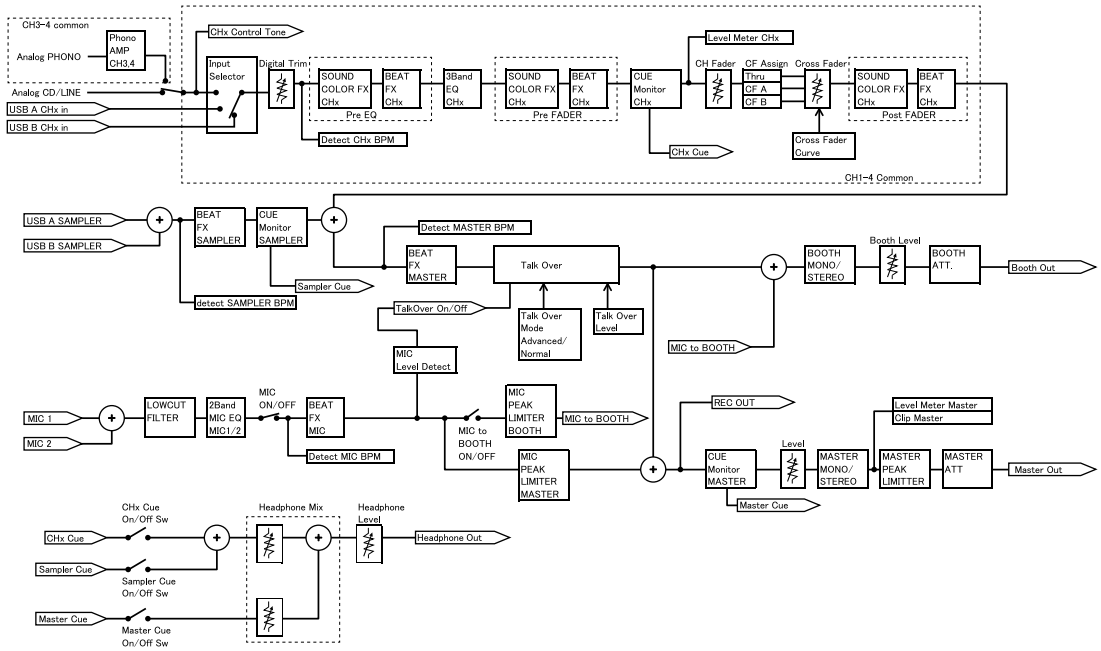 CH3-4 common
Analog PHONO
Phono
AMP
CH3,4
Analog CD/LINE
USB A CHx in
USB B CHx in
CHx Control Tone
Input
Selector
Digital Trim
SOUND
COLOR FX
CHx
BEAT
FX
CHx
Pre EQ
Detect CHx BPM
3Band
EQ
CHx
SOUND
COLOR FX
CHx
BEAT
FX
CHx
Pre FADER
CUE
Monitor
CHx
Level Meter CHx
CHx Cue
CH Fader
CF Assign
Thru
CF A
CF B
Cross Fader
Cross Fader
Curve
SOUND
COLOR FX
CHx
BEAT
FX
CHx
Post FADER
CH1-4 Common
USB A SAMPLER
USB B SAMPLER
+
BEAT
FX
SAMPLER
CUE
Monitor
SAMPLER
+
detect SAMPLER BPM
Sampler Cue
Detect MASTER BPM
BEAT
FX
MASTER
Talk Over
TalkOver On/Off
Talk Over
Mode
Advanced/
Normal
Talk Over
Level
+
MIC to BOOTH
BOOTH
MONO/
STEREO
Booth Level
BOOTH
ATT.
Booth Out
MIC
Level Detect
MIC 1
MIC 2
+
LOWCUT
FILTER
2Band
MIC EQ
MIC1/2
MIC
ON/OFF
BEAT
FX
MIC
Detect MIC BPM
MIC to
BOOTH
ON/OFF
MIC
PEAK
LIMITER
BOOTH
MIC to BOOTH
MIC
PEAK
LIMITER
MASTER
+
REC OUT
CUE
Monitor
MASTER
Master Cue
Level
MASTER
MONO/
STEREO
Level Meter Master
Clip Master
MASTER
PEAK
LIMITTER
MASTER
ATT
Master Out
CHx Cue
On/Off Sw
CHx Cue
Sampler Cue
Sampler Cue
On/Off Sw
Master Cue
Master Cue
On/Off Sw
+
Headphone Mix
+
Headphone
Level
Headphone Out